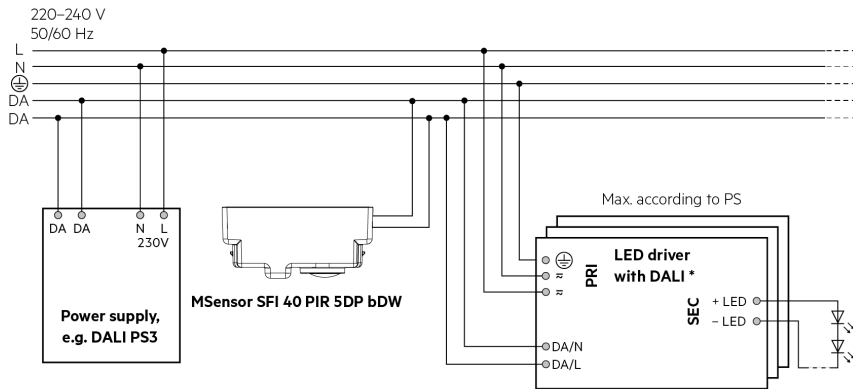 220–240 V
50/60 Hz
L
N
DA
DA
DA DA N L
230V
Power supply,
e.g. DALI PS3
MSensor SFI 40 PIR 5DP bDW
Max. according to PS
LED driver
with DALI *
PRI
≂
≂
SEC
+ LED
– LED
DA/N
DA/L